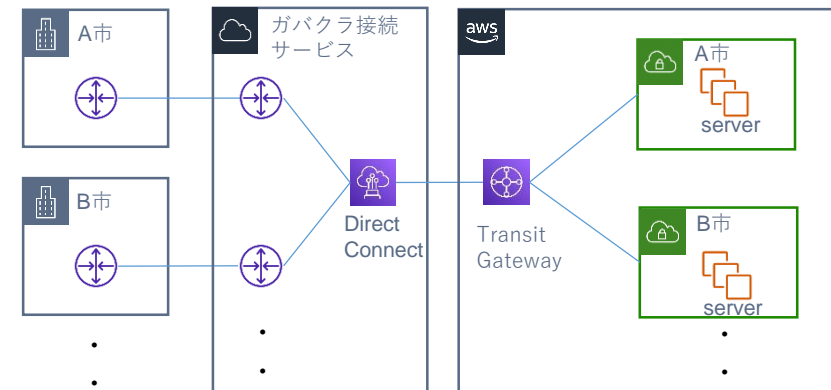 A市
ガバクラ接続
サービス
aws
A市
server
B市
Direct
Connect
Transit
Gateway
B市
server